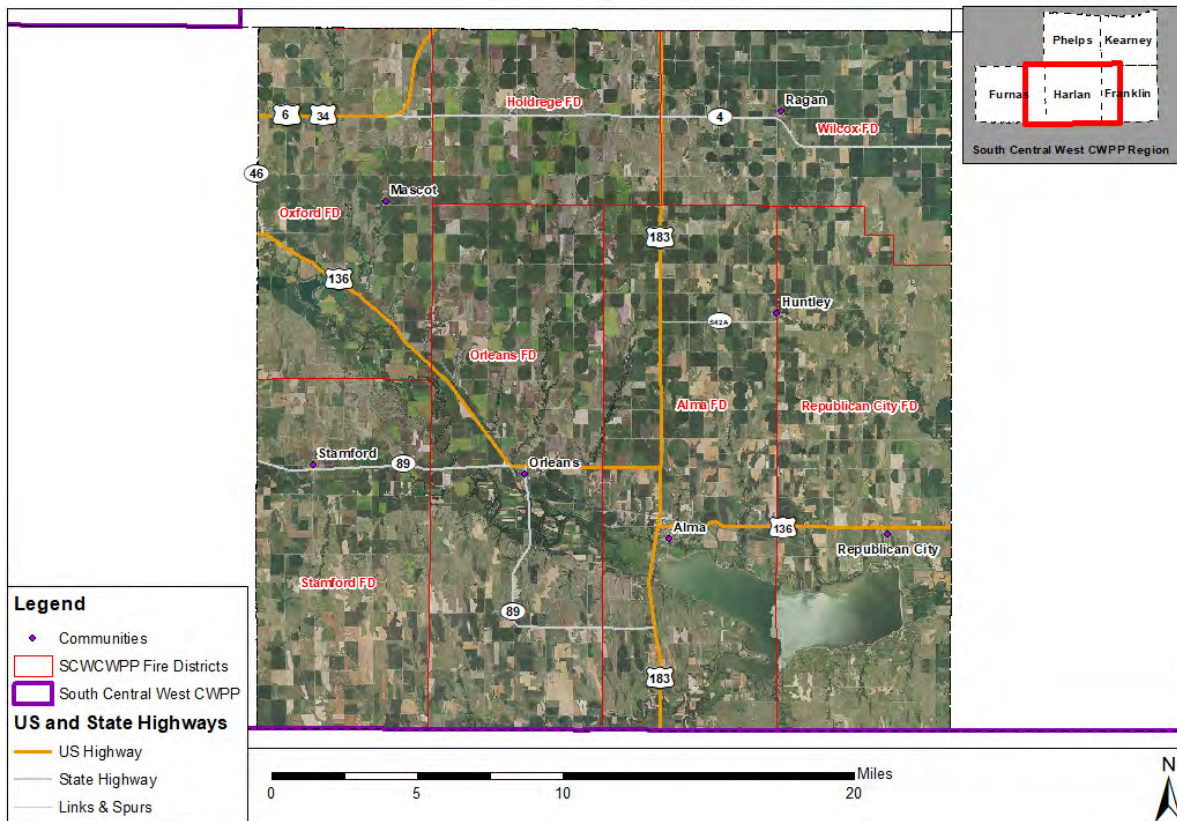 Phelps
Kearney
Furnas
Harlan
Franklin
South Central West CWPP Region
Holdrege FD
Ragan
6
34
4
Wilcox FD
46
Mascot
Oxford FD
183
136
Huntley
S42A
Orleans FD
Alma FD
Republican City FD
Stamford
89
Orleans
Alma
136
Republican City
Stamford FD
89
183
Legend
Communities
SCWCWPP Fire Districts
South Central West CWPP
US and State Highways
US Highway
State Highway
Links & Spurs
Miles
0
5
10
20
N